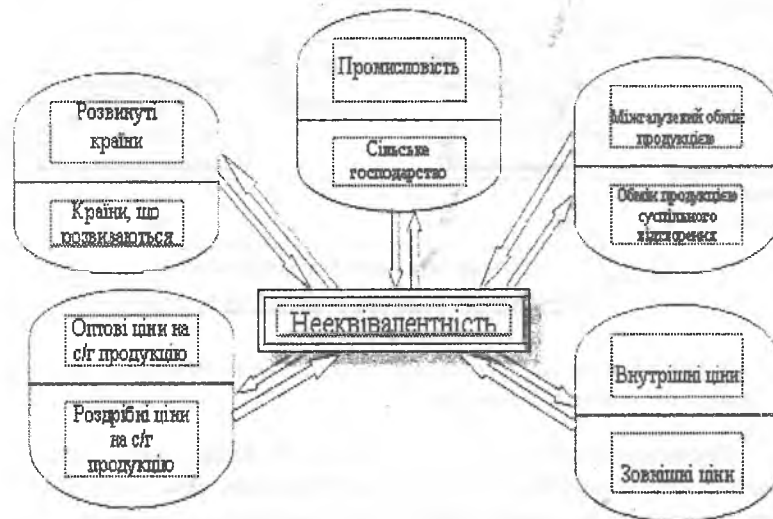 Промисловість
Сільське
господарство
Розвинуті
країни
Країни, що
розвиваються
Міжгалузевий обмін
продукцією
Обмін продукцією
суспільного
відтворення
Нееквівалентність
Оптові ціни на
с/г продукцію
Роздрібні ціни
на с/г
продукцію
Внутрішні ціни
Зовнішні ціни